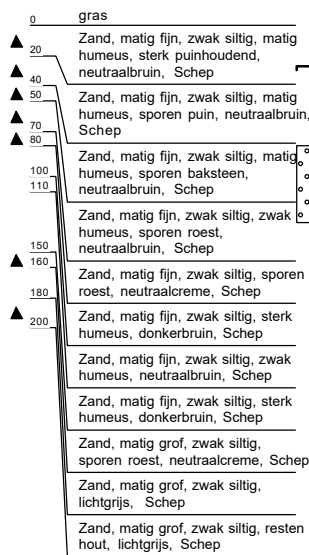 0
gras
Zand, matig fijn, zwak siltig, matig
humeus, sterk puinhoudend,
neutraalbruin, Schep
20
Zand, matig fijn, zwak siltig, matig
humeus, sporen puin, neutraalbruin,
Schep
40
Zand, matig fijn, zwak siltig, matig
humeus, sporen baksteen,
neutraalbruin, Schep
50
Zand, matig fijn, zwak siltig, zwak
humeus, sporen roest,
neutraalbruin, Schep
70
Zand, matig fijn, zwak siltig, sporen
roest, neutraalcreme, Schep
80
Zand, matig fijn, zwak siltig, sterk
humeus, donkerbruin, Schep
100
Zand, matig fijn, zwak siltig, zwak
humeus, neutraalbruin, Schep
110
Zand, matig fijn, zwak siltig, sterk
humeus, donkerbruin, Schep
150
Zand, matig grof, zwak siltig,
sporen roest, neutraalcreme, Schep
160
Zand, matig grof, zwak siltig,
lichtgrijs, Schep
180
Zand, matig grof, zwak siltig, resten
hout, lichtgrijs, Schep
200